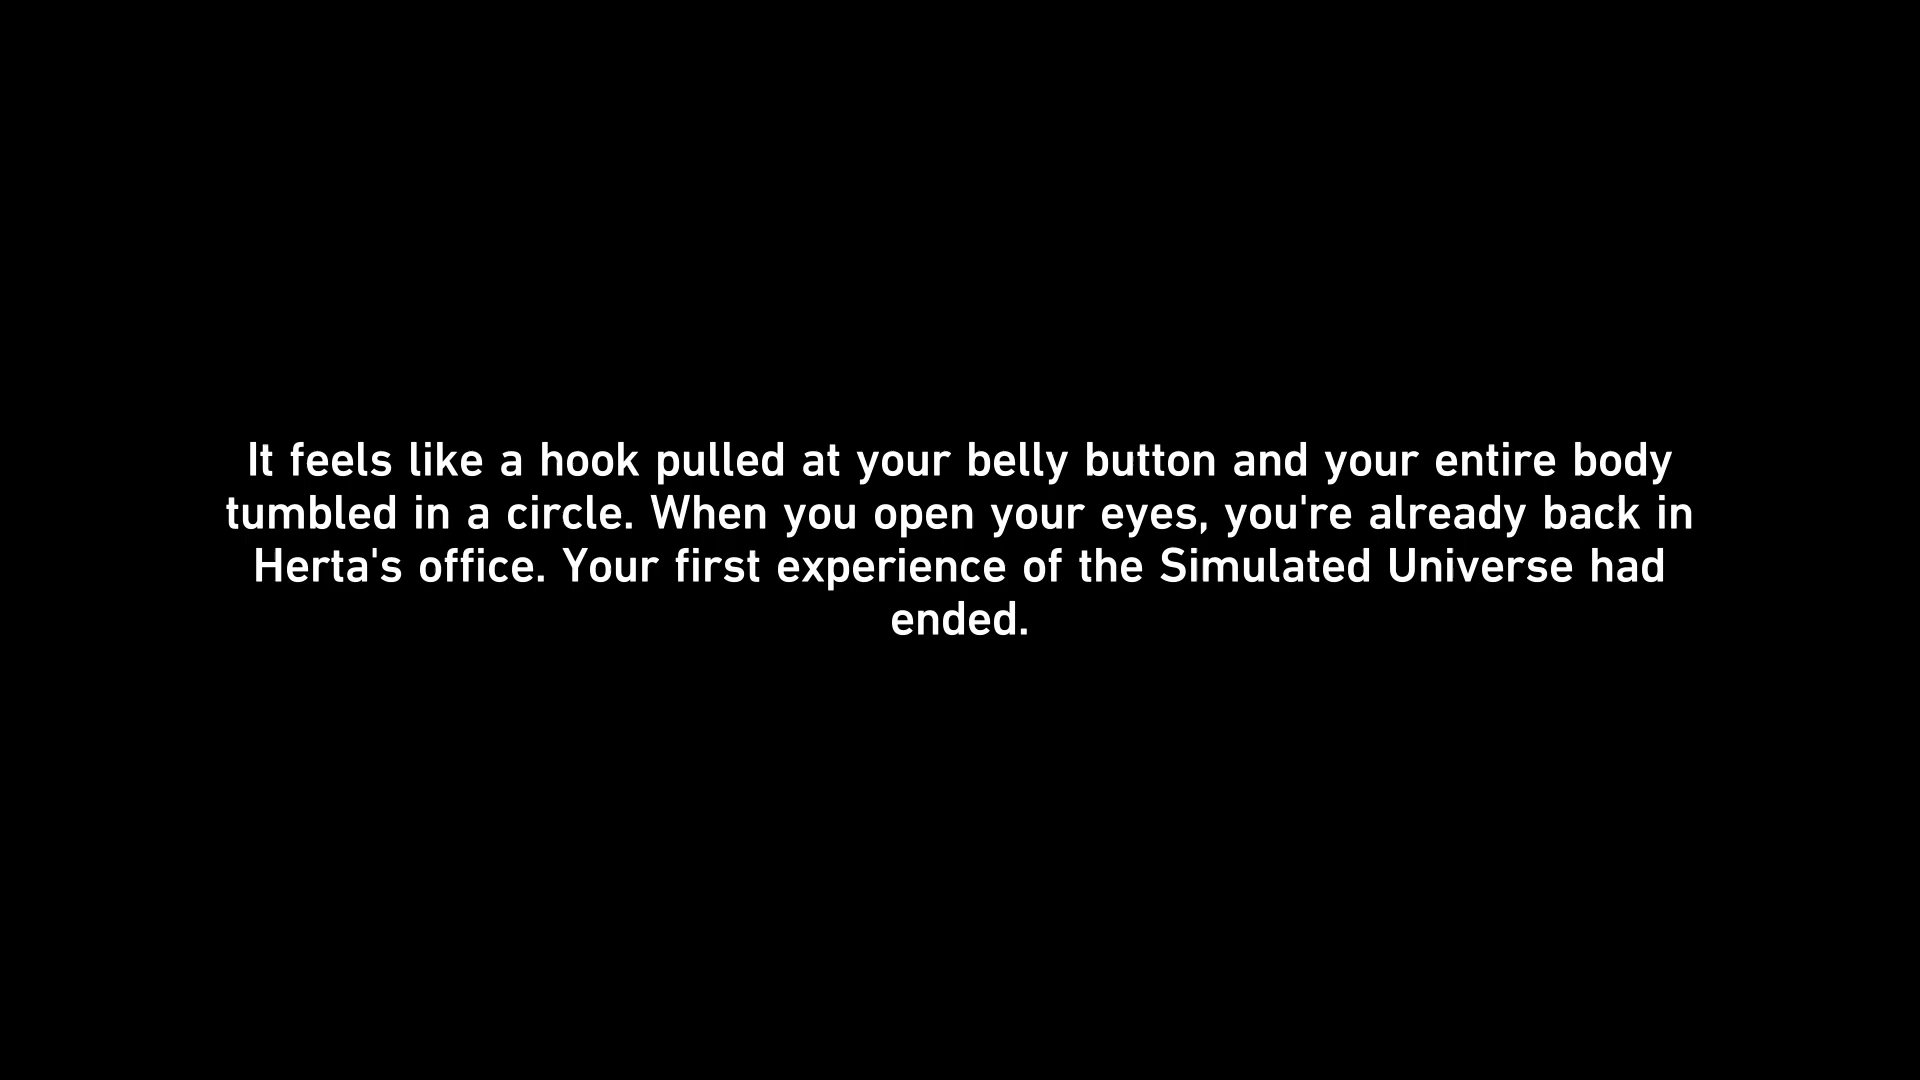 It feels like a hook pulled at your belly button and your entire body
tumbled in a circle. When you open your eyes, you're already back in
Herta's office. Your first experience of the Simulated Universe had
ended.